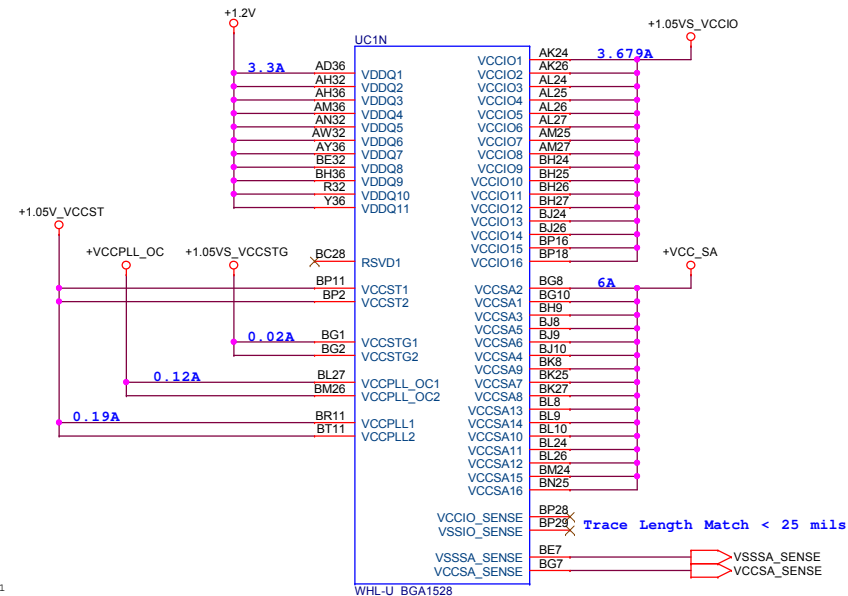 +1.2V
+1.05VS_VCCIO
UC1N
3.3A AD36 VDDQ1
AH32 VDDQ2
AH36 VDDQ3
AM36 VDDQ4
AN32 VDDQ5
AW32 VDDQ6
AY36 VDDQ7
BE32 VDDQ8
BH36 VDDQ9
R32 VDDQ10
Y36 VDDQ11
VCCIO1 AK24 3.679A
VCCIO2 AK26
VCCIO3 AL24
VCCIO4 AL25
VCCIO5 AL26
VCCIO6 AL27
VCCIO7 AM25
VCCIO8 AM27
VCCIO9 BH24
VCCIO10 BH25
VCCIO11 BH26
VCCIO12 BH27
VCCIO13 BJ24
VCCIO14 BJ26
VCCIO15 BP16
VCCIO16 BP18
+1.05V_VCCST
+VCCPLL_OC
+1.05VS_VCCSTG
+VCC_SA
BC28 RSVD1
BP11 VCCST1
BP2 VCCST2
0.02A BG1 VCCSTG1
BG2 VCCSTG2
0.12A BL27 VCCPLL_OC1
BM26 VCCPLL_OC2
0.19A BR11 VCCPLL1
BT11 VCCPLL2
VCCSA2 BG8 6A
VCCSA1 BG10
VCCSA3 BH9
VCCSA5 BJ8
VCCSA6 BJ9
VCCSA4 BJ10
VCCSA9 BK8
VCCSA7 BK25
VCCSA8 BK27
VCCSA13 BL8
VCCSA14 BL9
VCCSA10 BL10
VCCSA11 BL24
VCCSA12 BL26
VCCSA15 BM24
VCCSA16 BN25
VCCIO_SENSE BP28
VSSIO_SENSE BP29
Trace Length Match < 25 mils
VSSSA_SENSE BE7 VSSSA_SENSE
VCCSA_SENSE BG7 VCCSA_SENSE
1
WHL-U_BGA1528